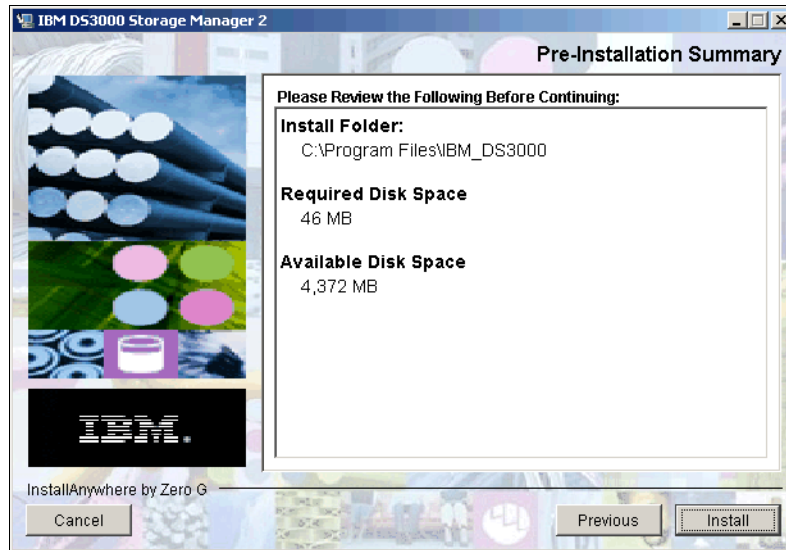 IBM DS3000 Storage Manager 2
Pre-Installation Summary
Please Review the Following Before Continuing:
Install Folder:
C:\Program Files\IBM_DS3000
Required Disk Space
46 MB
Available Disk Space
4,372 MB
IBM.
InstallAnywhere by Zero G
Cancel
Previous
Install